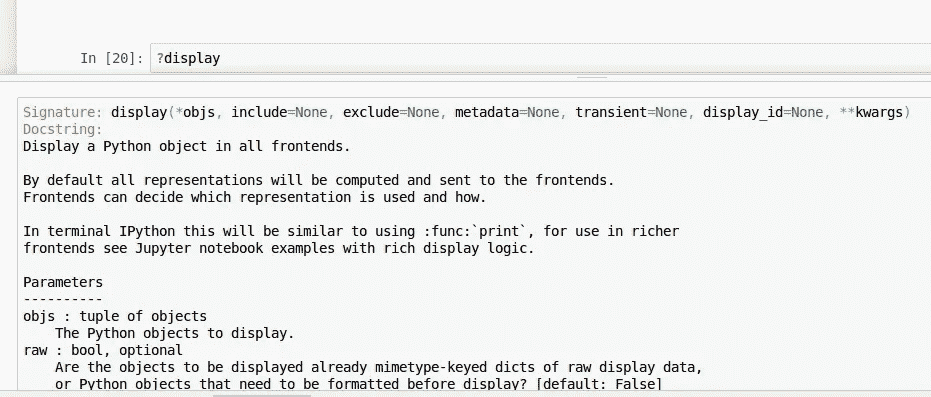 In [20]: ?display
Signature: display(*objs, include=None, exclude=None, metadata=None, transient=None, display_id=None, **kwargs)
Docstring:
Display a Python object in all frontends.
By default all representations will be computed and sent to the frontends.
Frontends can decide which representation is used and how.
In terminal IPython this will be similar to using :func:`print`, for use in richer
frontends see Jupyter notebook examples with rich display logic.
Parameters
----------
objs : tuple of objects
The Python objects to display.
raw : bool, optional
Are the objects to be displayed already mimetype-keyed dicts of raw display data,
or Python objects that need to be formatted before display? [default: False]